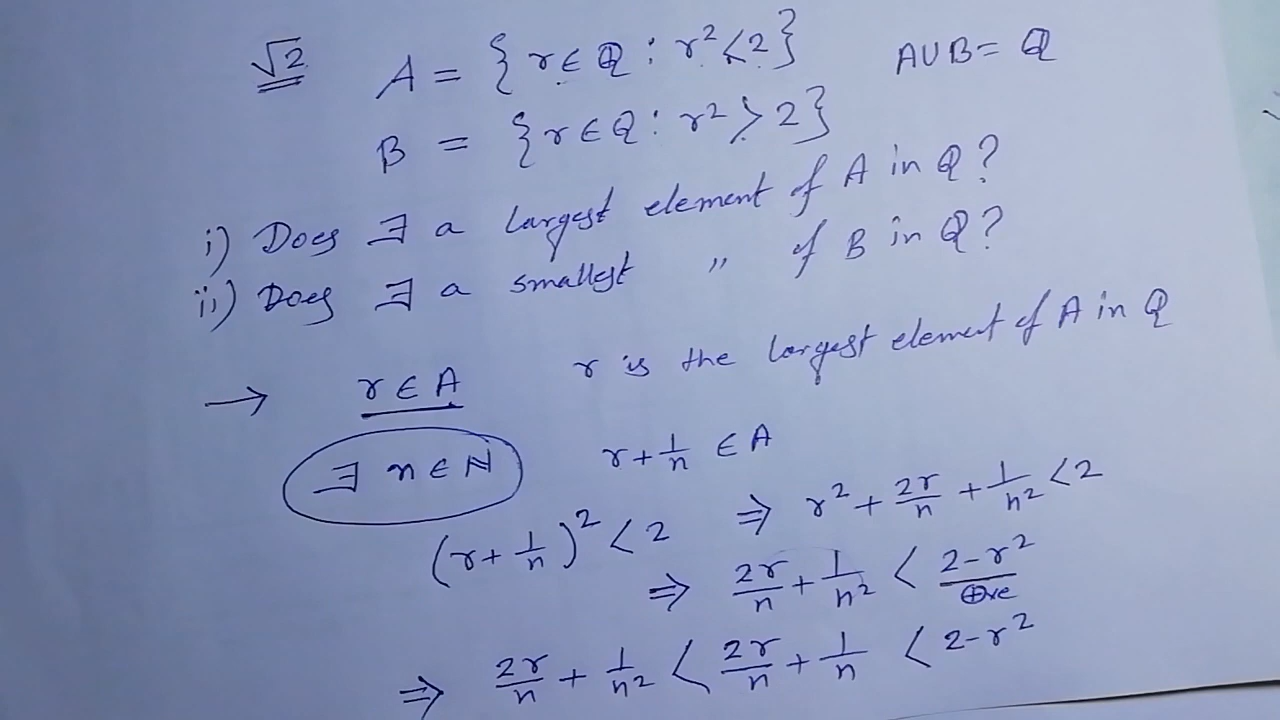 √2 A = {r∈ℚ : r²<2} A∪B = ℚ
B = {r∈ℚ : r²>2}
i) Does ∃ a largest element of A in ℚ?
ii) Does ∃ a smallest " of B in ℚ?
→ r∈A r is the largest element of A in ℚ
∃ n∈ℕ r+1/n ∈A
(r+1/n)²<2 ⇒ r²+2r/n+1/n²<2
⇒ 2r/n+1/n² < 2-r²
⊕ve
⇒ 2r/n+1/n² < 2r/n+1/n < 2-r²